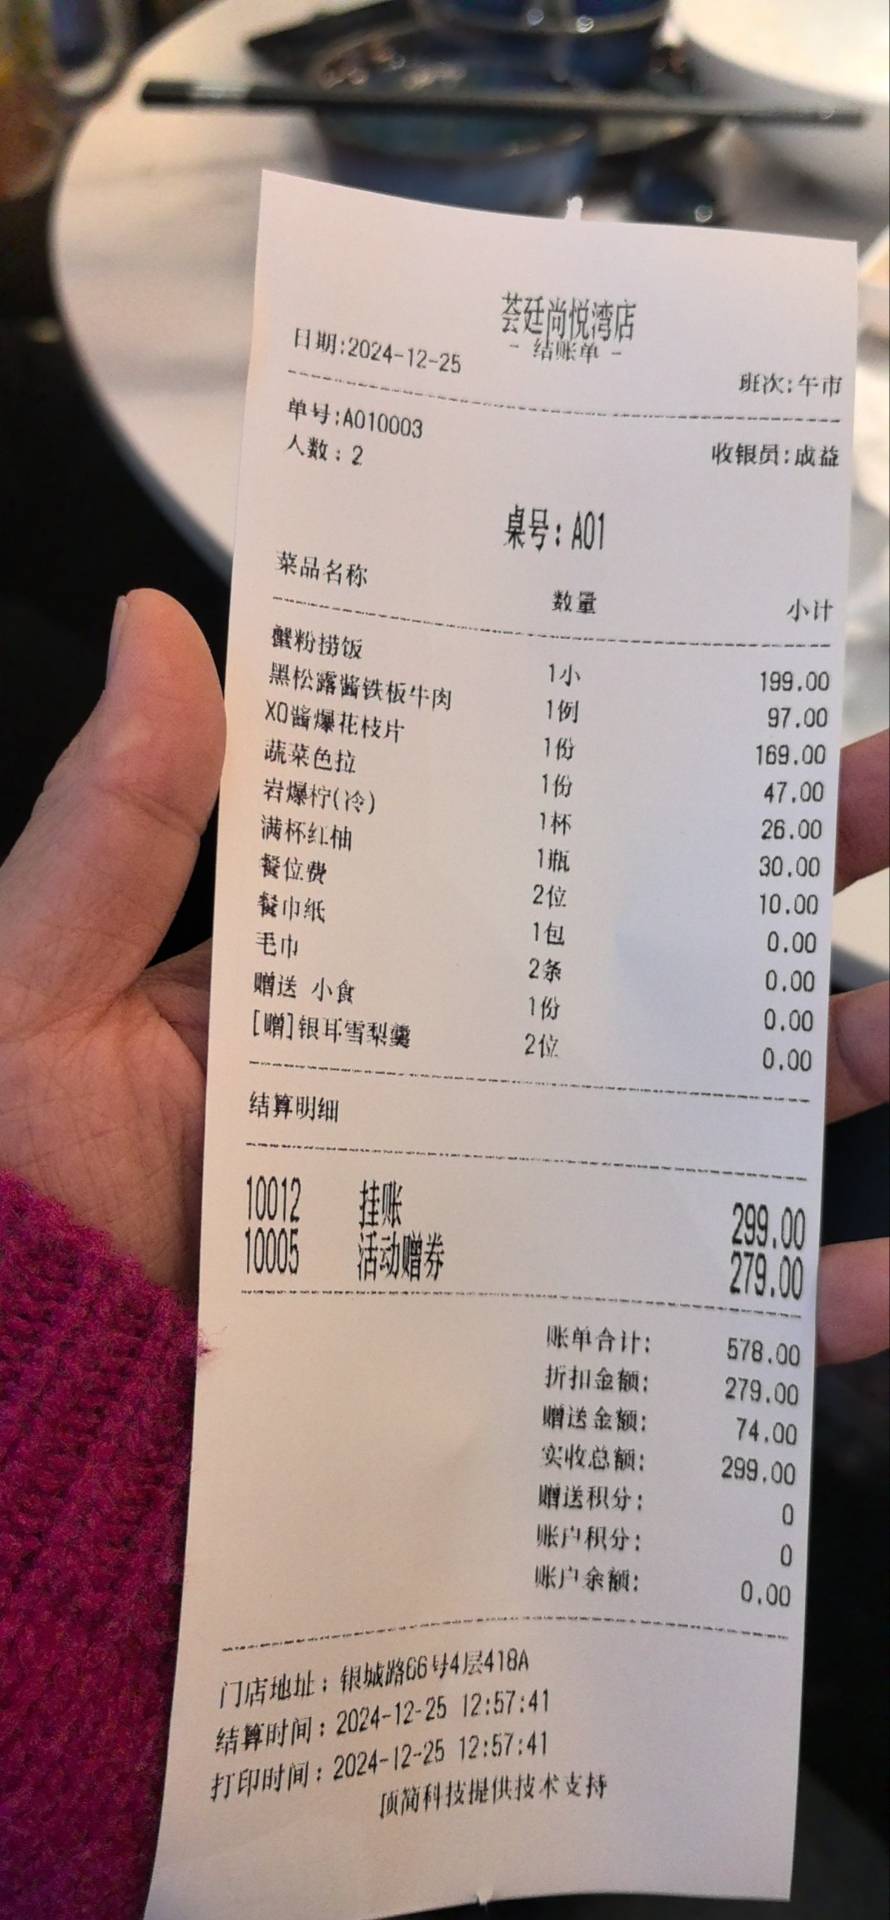 荟廷尚悦湾店
- 结账单 -
日期:2024-12-25 班次:午市
单号:A010003 收银员:成益
人数：2
桌号：A01
菜品名称 数量 小计
蟹粉捞饭 1小 199.00
黑松露酱铁板牛肉 1例 97.00
XO酱爆花枝片 1份 169.00
蔬菜色拉 1份 47.00
岩爆柠(冷) 1杯 26.00
满杯红柚 1瓶 30.00
餐位费 2位 10.00
餐巾纸 1包 0.00
毛巾 2条 0.00
赠送 小食 1份 0.00
[赠]银耳雪梨羹 2位 0.00
结算明细
10012 挂账 299.00
10005 活动赠券 279.00
账单合计: 578.00
折扣金额: 279.00
赠送金额: 74.00
实收总额: 299.00
赠送积分: 0
账户积分: 0
账户余额: 0.00
门店地址：银城路66号4层418A
结算时间：2024-12-25 12:57:41
打印时间：2024-12-25 12:57:41
顶简科技提供技术支持